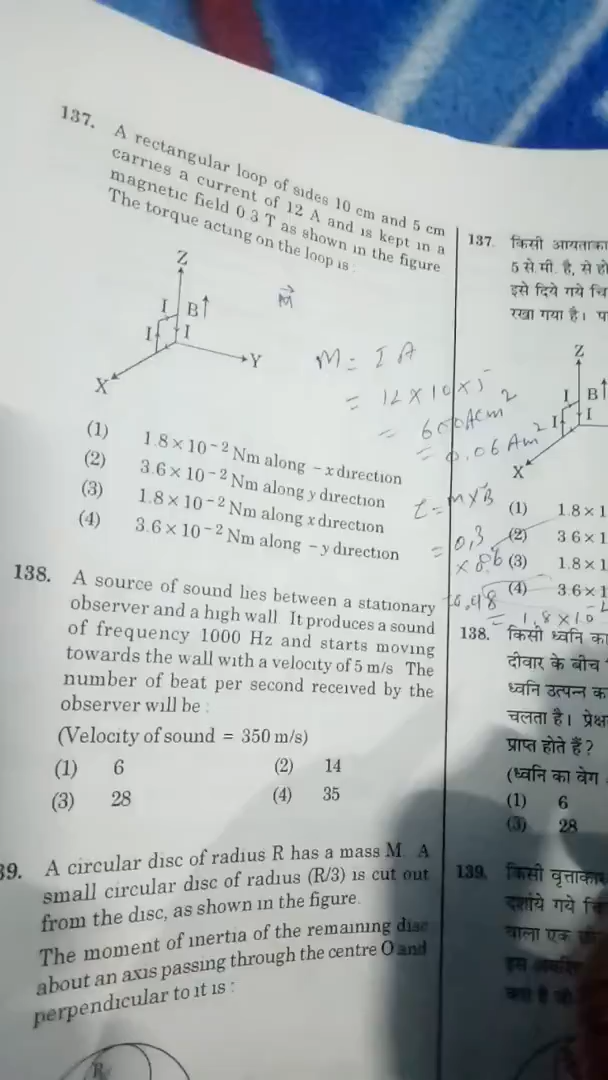 137. A rectangular loop of sides 10 cm and 5 cm
carries a current of 12 A and is kept in a
magnetic field 0.3 T as shown in the figure
The torque acting on the loop is :
Z
I B↑
I I
Y
X
M
M = I A
= 12 × 10 × 5
= 600 Acm²
= 0.06 Am²
τ = M × B
= 0.3
(1) 1.8 × 10⁻² Nm along – x direction
(2) 3.6 × 10⁻² Nm along y direction
(3) 1.8 × 10⁻² Nm along x direction
(4) 3.6 × 10⁻² Nm along – y direction
= 1.8 × 10
138. A source of sound lies between a stationary
observer and a high wall. It produces a sound
of frequency 1000 Hz and starts moving
towards the wall with a velocity of 5 m/s The
number of beat per second received by the
observer will be :
(Velocity of sound = 350 m/s)
(1) 6 (2) 14
(3) 28 (4) 35
39. A circular disc of radius R has a mass M. A
small circular disc of radius (R/3) is cut out
from the disc, as shown in the figure.
The moment of inertia of the remaining disc
about an axis passing through the centre O and
perpendicular to it is :
R
137. किसी आयताका
5 से.मी. है, से हो
इसे दिये गये चि
रखा गया है। प
Z
I B↑
I I
X
(1) 1.8 × 1
(2) 3 6 × 1
(3) 1.8 × 1
(4) 3.6 × 1
138. किसी ध्वनि का
दीवार के बीच
ध्वनि उत्पन्न क
चलता है। प्रेक्ष
प्राप्त होते हैं ?
(ध्वनि का वेग
(1) 6
(3) 28
139. किसी वृत्ताकार
दर्शाये गये चि
वाला एक